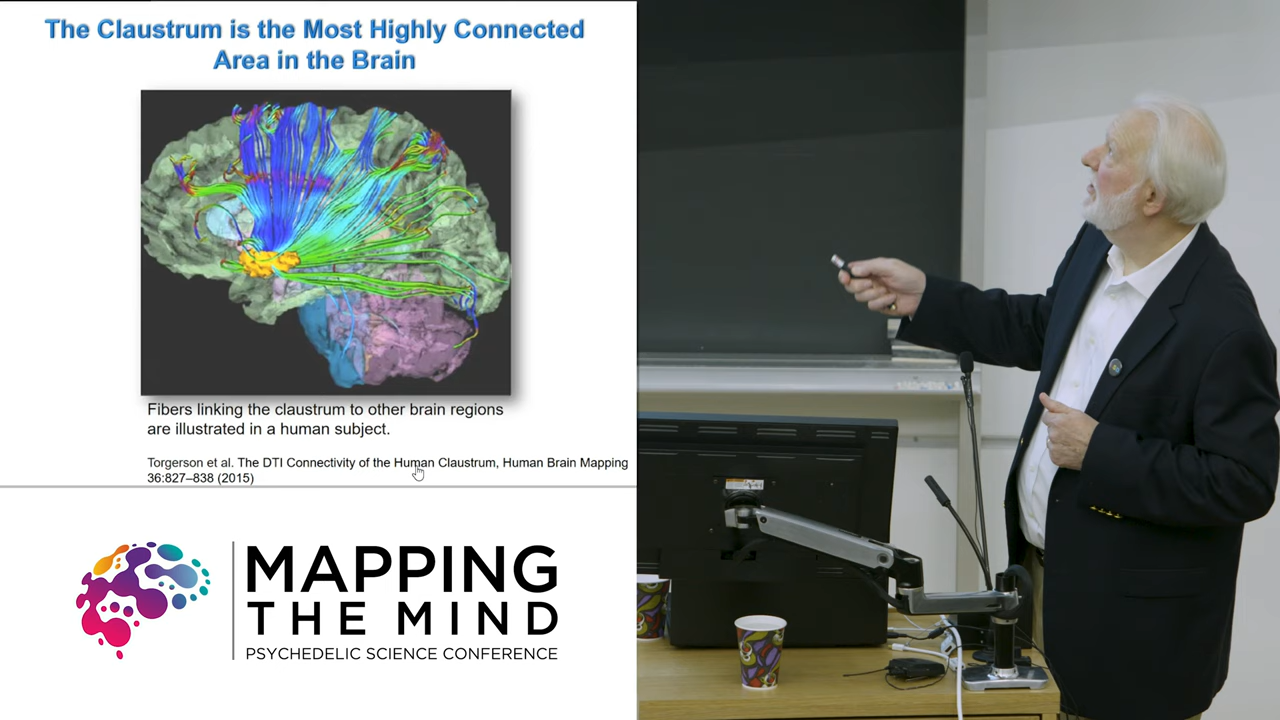 The Claustrum is the Most Highly Connected
Area in the Brain
Fibers linking the claustrum to other brain regions
are illustrated in a human subject.
Torgerson et al. The DTI Connectivity of the Human Claustrum, Human Brain Mapping
36:827–838 (2015)
MAPPING
THE MIND
PSYCHEDELIC SCIENCE CONFERENCE